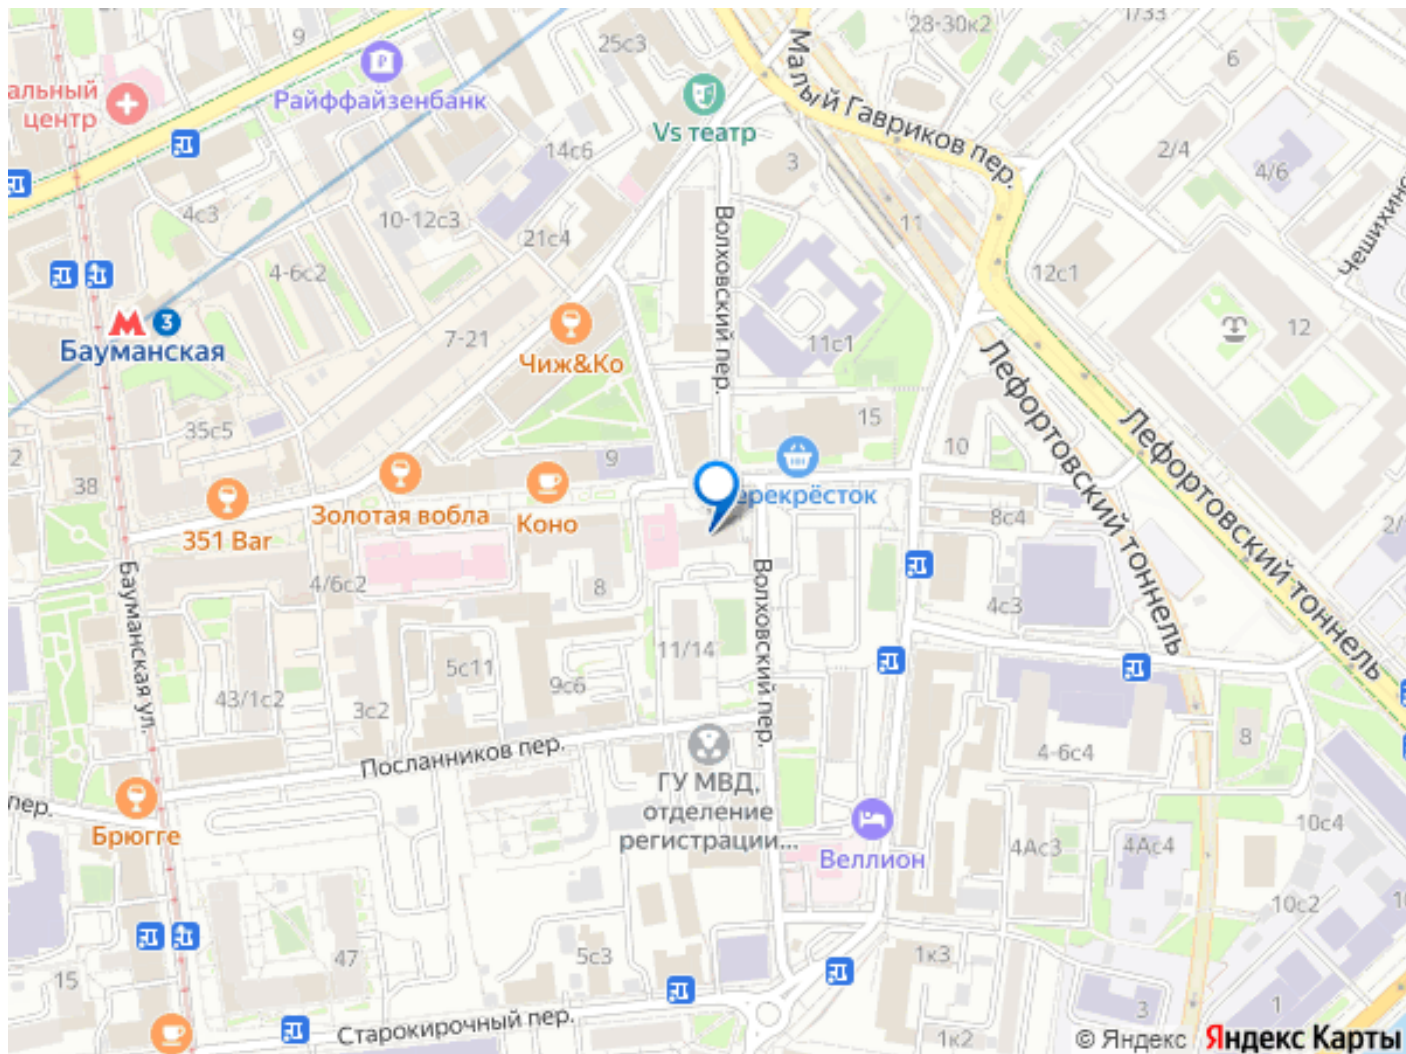 9
25с3
28-30к2
1/33
альный
центр
Райффайзенбанк
Vs театр
Малый Гавриков пер.
6
14с6
3
2/4
4/6
4с3
10-12с3
21с4
Волховский пер.
11
12с1
4-6с2
3
Бауманская
7-21
Чиж&Ко
11с1
12
35с5
15
10
Лефортовский тоннель
Лефортовский тоннель
2
38
9
351 Bar
Золотая вобла
Коно
ерекрёсток
8с4
2/
4/6с2
8
Волховский пер.
4с3
Бауманская ул.
11/14
5с11
9с6
43/1с2
3с2
Посланников пер.
ГУ МВД,
отделение
регистрации...
4-6с4
8
пер.
Брюгге
Веллион
4Ас3
4Ас4
10с4
10с2
10
47
5с3
1к3
15
3
1
Старокирочный пер.
1к2
© Яндекс Яндекс Карты